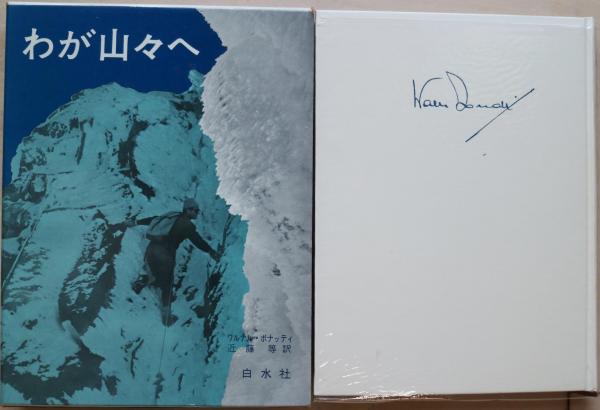 わが山々へ
ワルテル・ボナッティ
近藤等訳
白水社